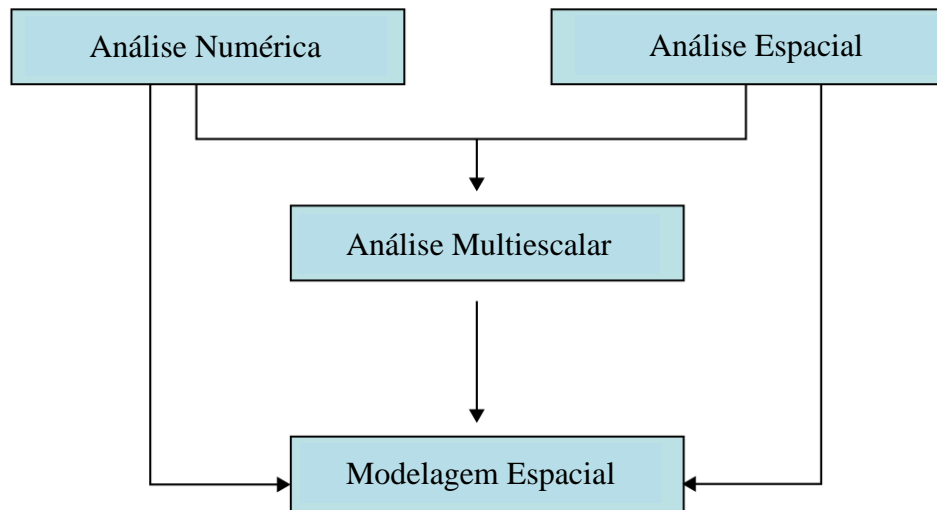 Análise Numérica
Análise Espacial
Análise Multiescalar
Modelagem Espacial